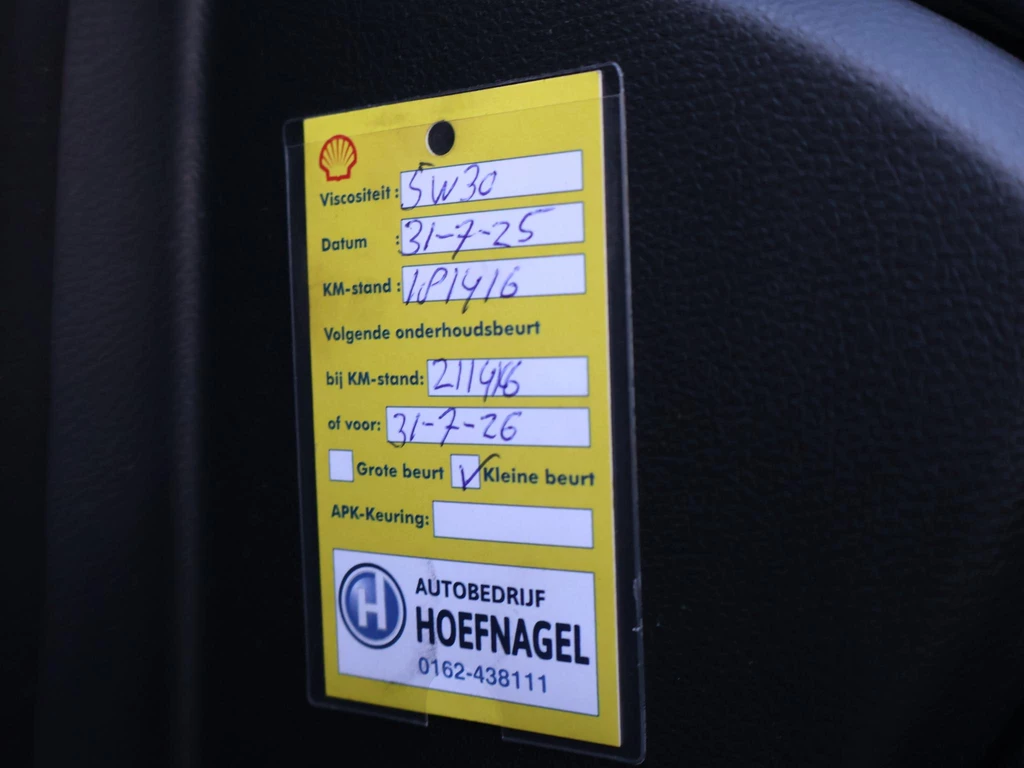 Viscositeit: 5W30
Datum : 31-7-25
KM-stand: 181416
Volgende onderhoudsbeurt
bij KM-stand: 211416
of voor: 31-7-26
Grote beurt ✓ Kleine beurt
APK-Keuring:
H AUTOBEDRIJF
HOEFNAGEL
0162-438111